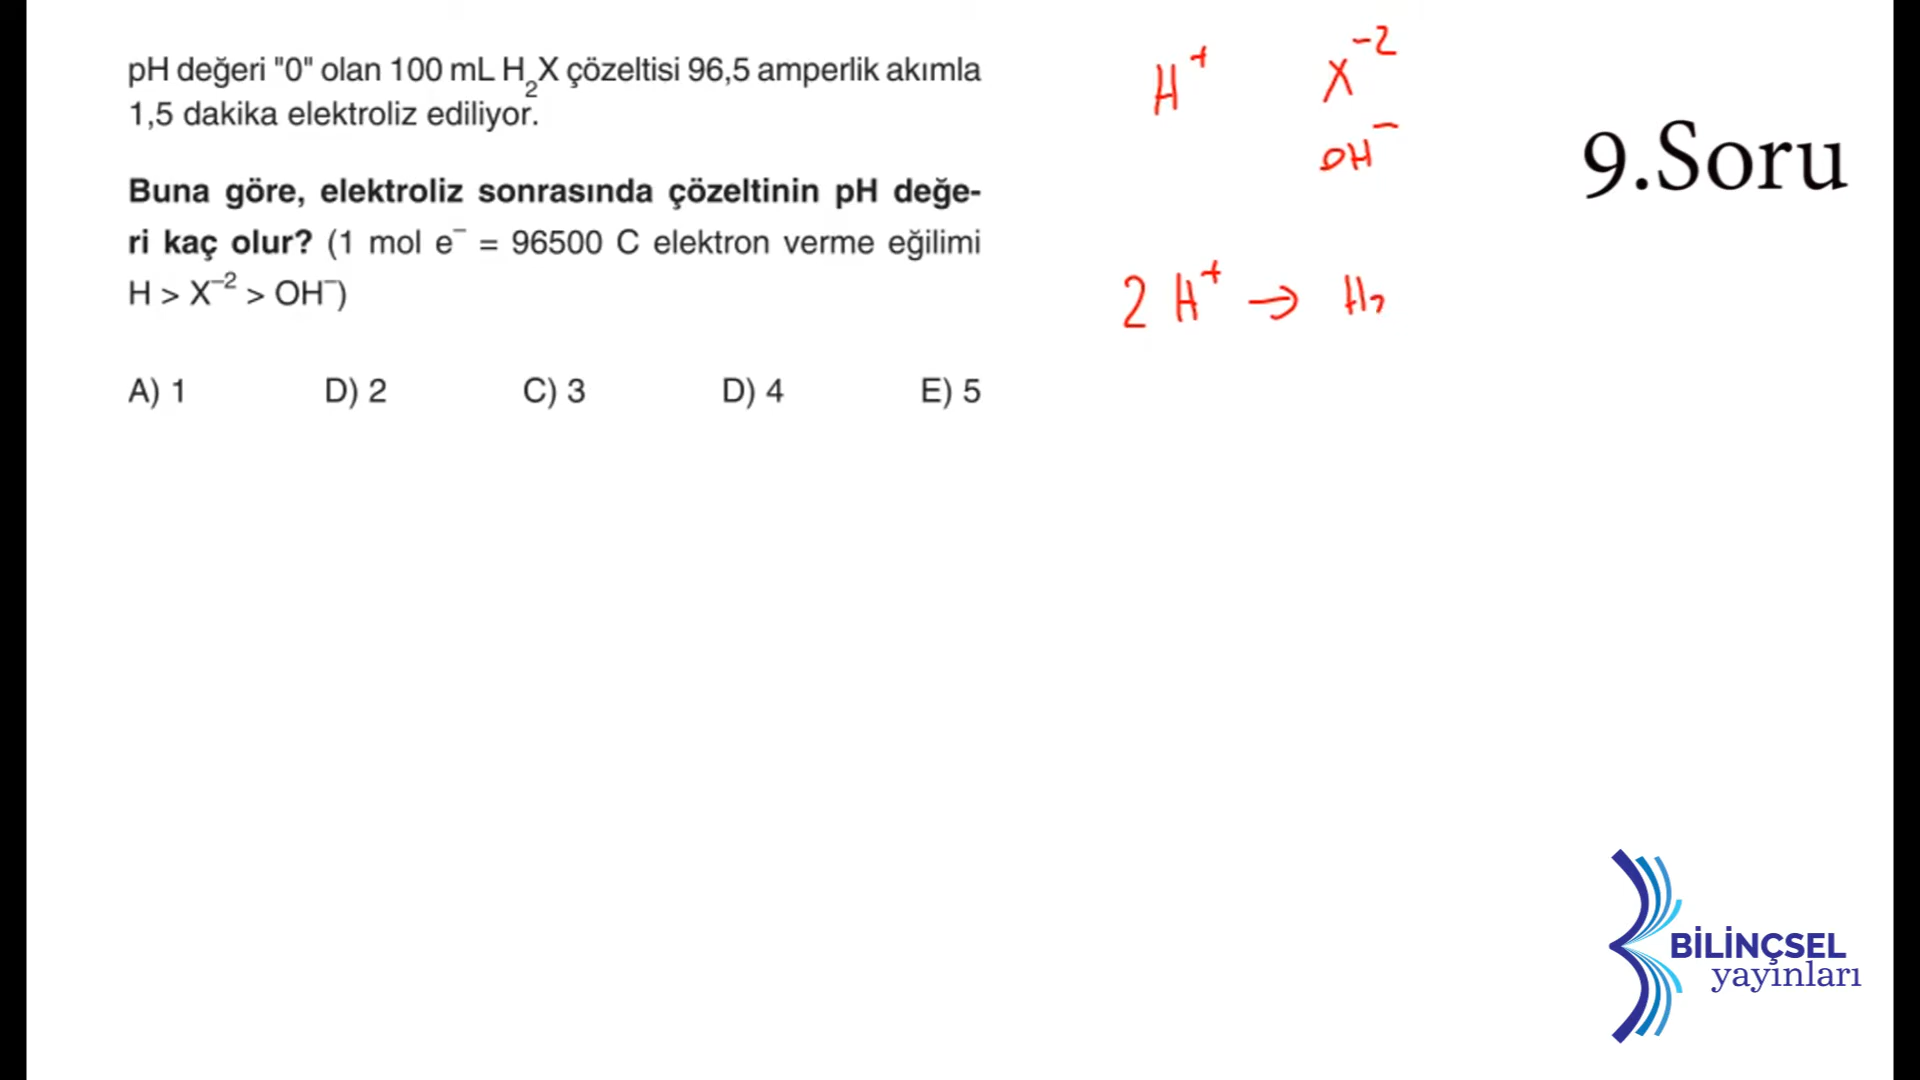 pH değeri "0" olan 100 mL H₂X çözeltisi 96,5 amperlik akımla
1,5 dakika elektroliz ediliyor.
Buna göre, elektroliz sonrasında çözeltinin pH değe-
ri kaç olur? (1 mol e⁻ = 96500 C elektron verme eğilimi
H > X⁻² > OH⁻)
A) 1 D) 2 C) 3 D) 4 E) 5
H⁺ X⁻²
OH⁻
2 H⁺ → H₂
9.Soru
BİLİNÇSEL
yayınları